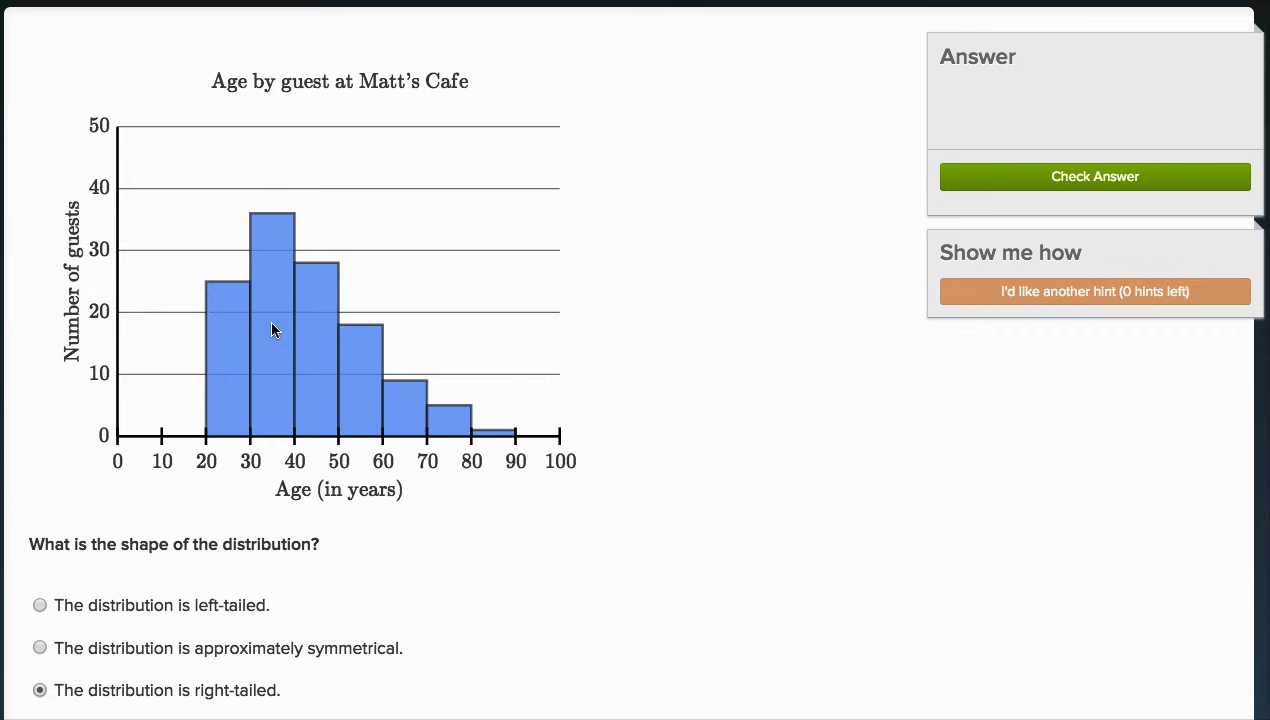 Age by guest at Matt's Cafe
50
40
30
20
10
0
Number of guests
0 10 20 30 40 50 60 70 80 90 100
Age (in years)
What is the shape of the distribution?
The distribution is left-tailed.
The distribution is approximately symmetrical.
The distribution is right-tailed.
Answer
Check Answer
Show me how
I'd like another hint (0 hints left)